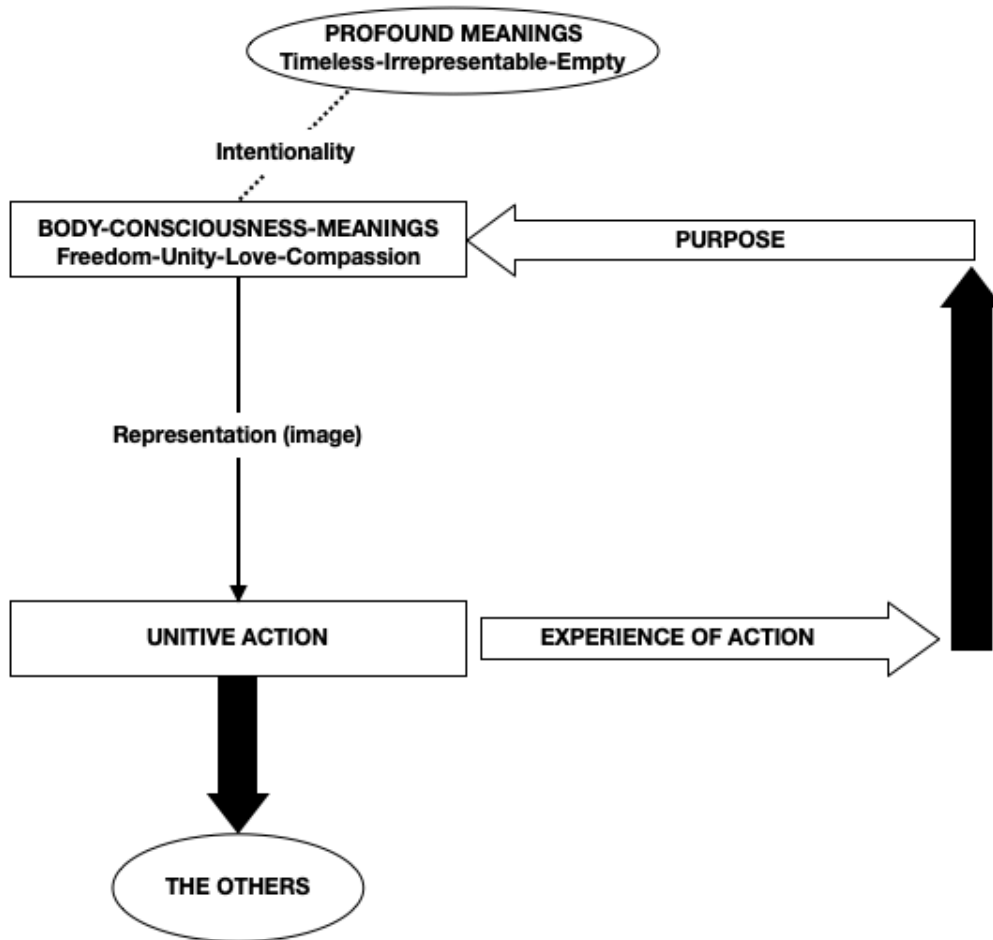 PROFOUND MEANINGS
Timeless-Irrepresentable-Empty
Intentionality
BODY-CONSCIOUSNESS-MEANINGS
Freedom-Unity-Love-Compassion
PURPOSE
Representation (image)
UNITIVE ACTION
EXPERIENCE OF ACTION
THE OTHERS